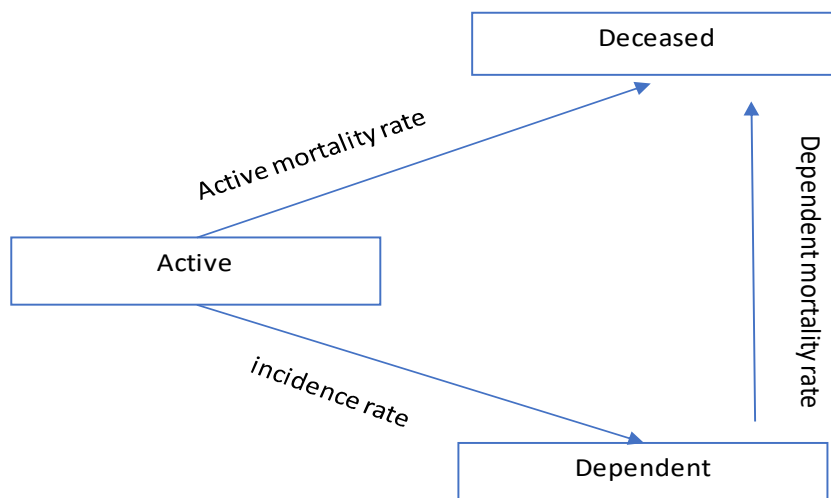 Deceased
Active mortality rate
Dependent mortality rate
Active
incidence rate
Dependent